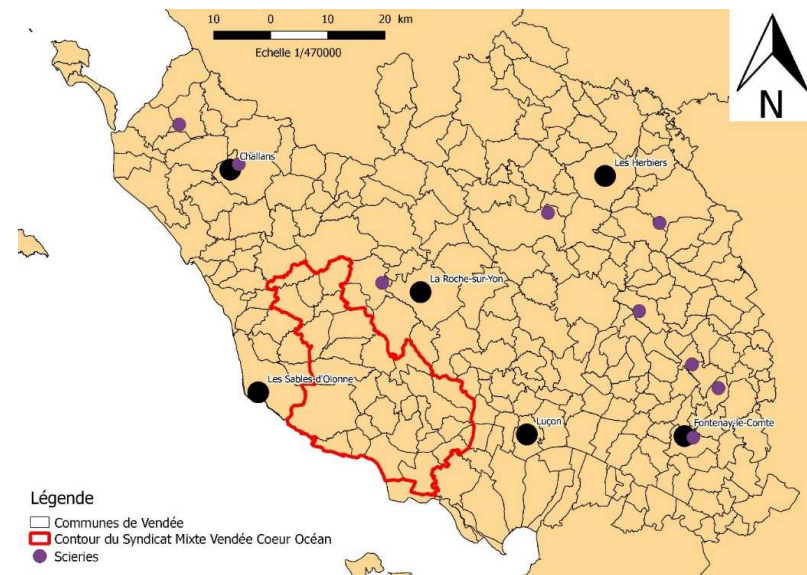 10 0 10 20 km
Echelle 1/470000
N
Challans
Les Herbiers
La Roche-sur-Yon
Les Sables-d'Olonne
Luçon
Fontenay-le-Comte
Légende
Communes de Vendée
Contour du Syndicat Mixte Vendée Coeur Océan
Scieries